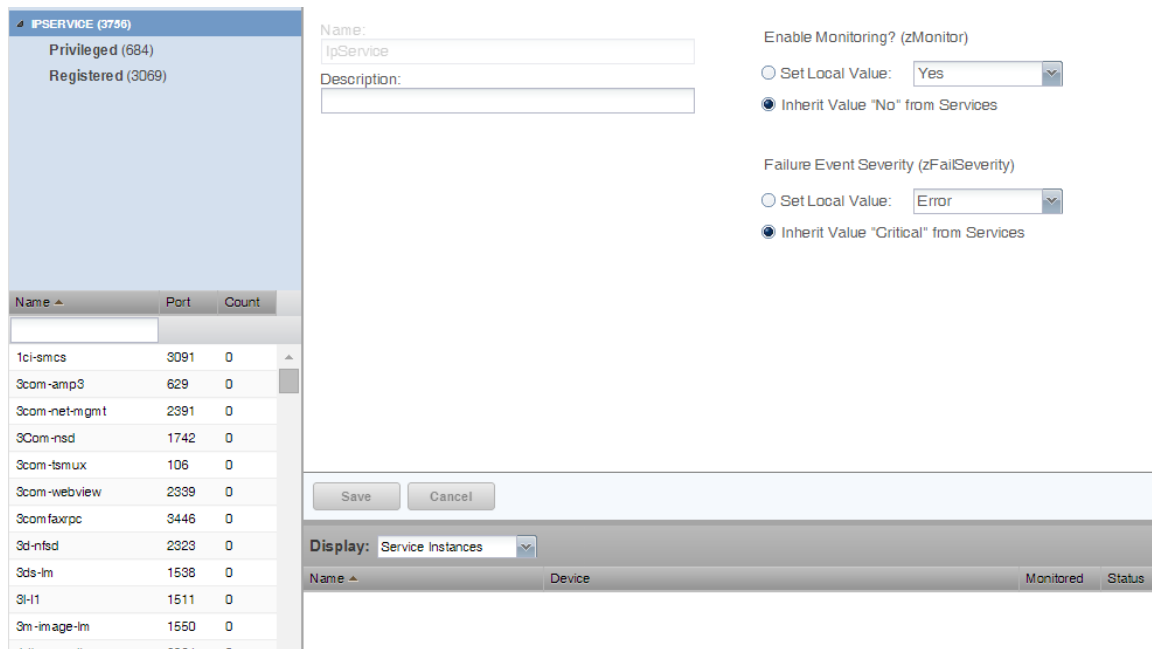 IPSERVICE (3756)
Privileged (684)
Registered (3069)
Name Port Count
1ci-smcs 3091 0
3com-amp3 629 0
3com-net-mgmt 2391 0
3Com-nsd 1742 0
3com-tsmux 106 0
3com-webview 2339 0
3comfaxrpc 3446 0
3d-nfsd 2323 0
3ds-lm 1538 0
3l-l1 1511 0
3m-image-lm 1550 0
Name:
IpService
Description:
Enable Monitoring? (zMonitor)
Set Local Value: Yes
Inherit Value "No" from Services
Failure Event Severity (zFailSeverity)
Set Local Value: Error
Inherit Value "Critical" from Services
Save Cancel
Display: Service Instances
Name Device Monitored Status